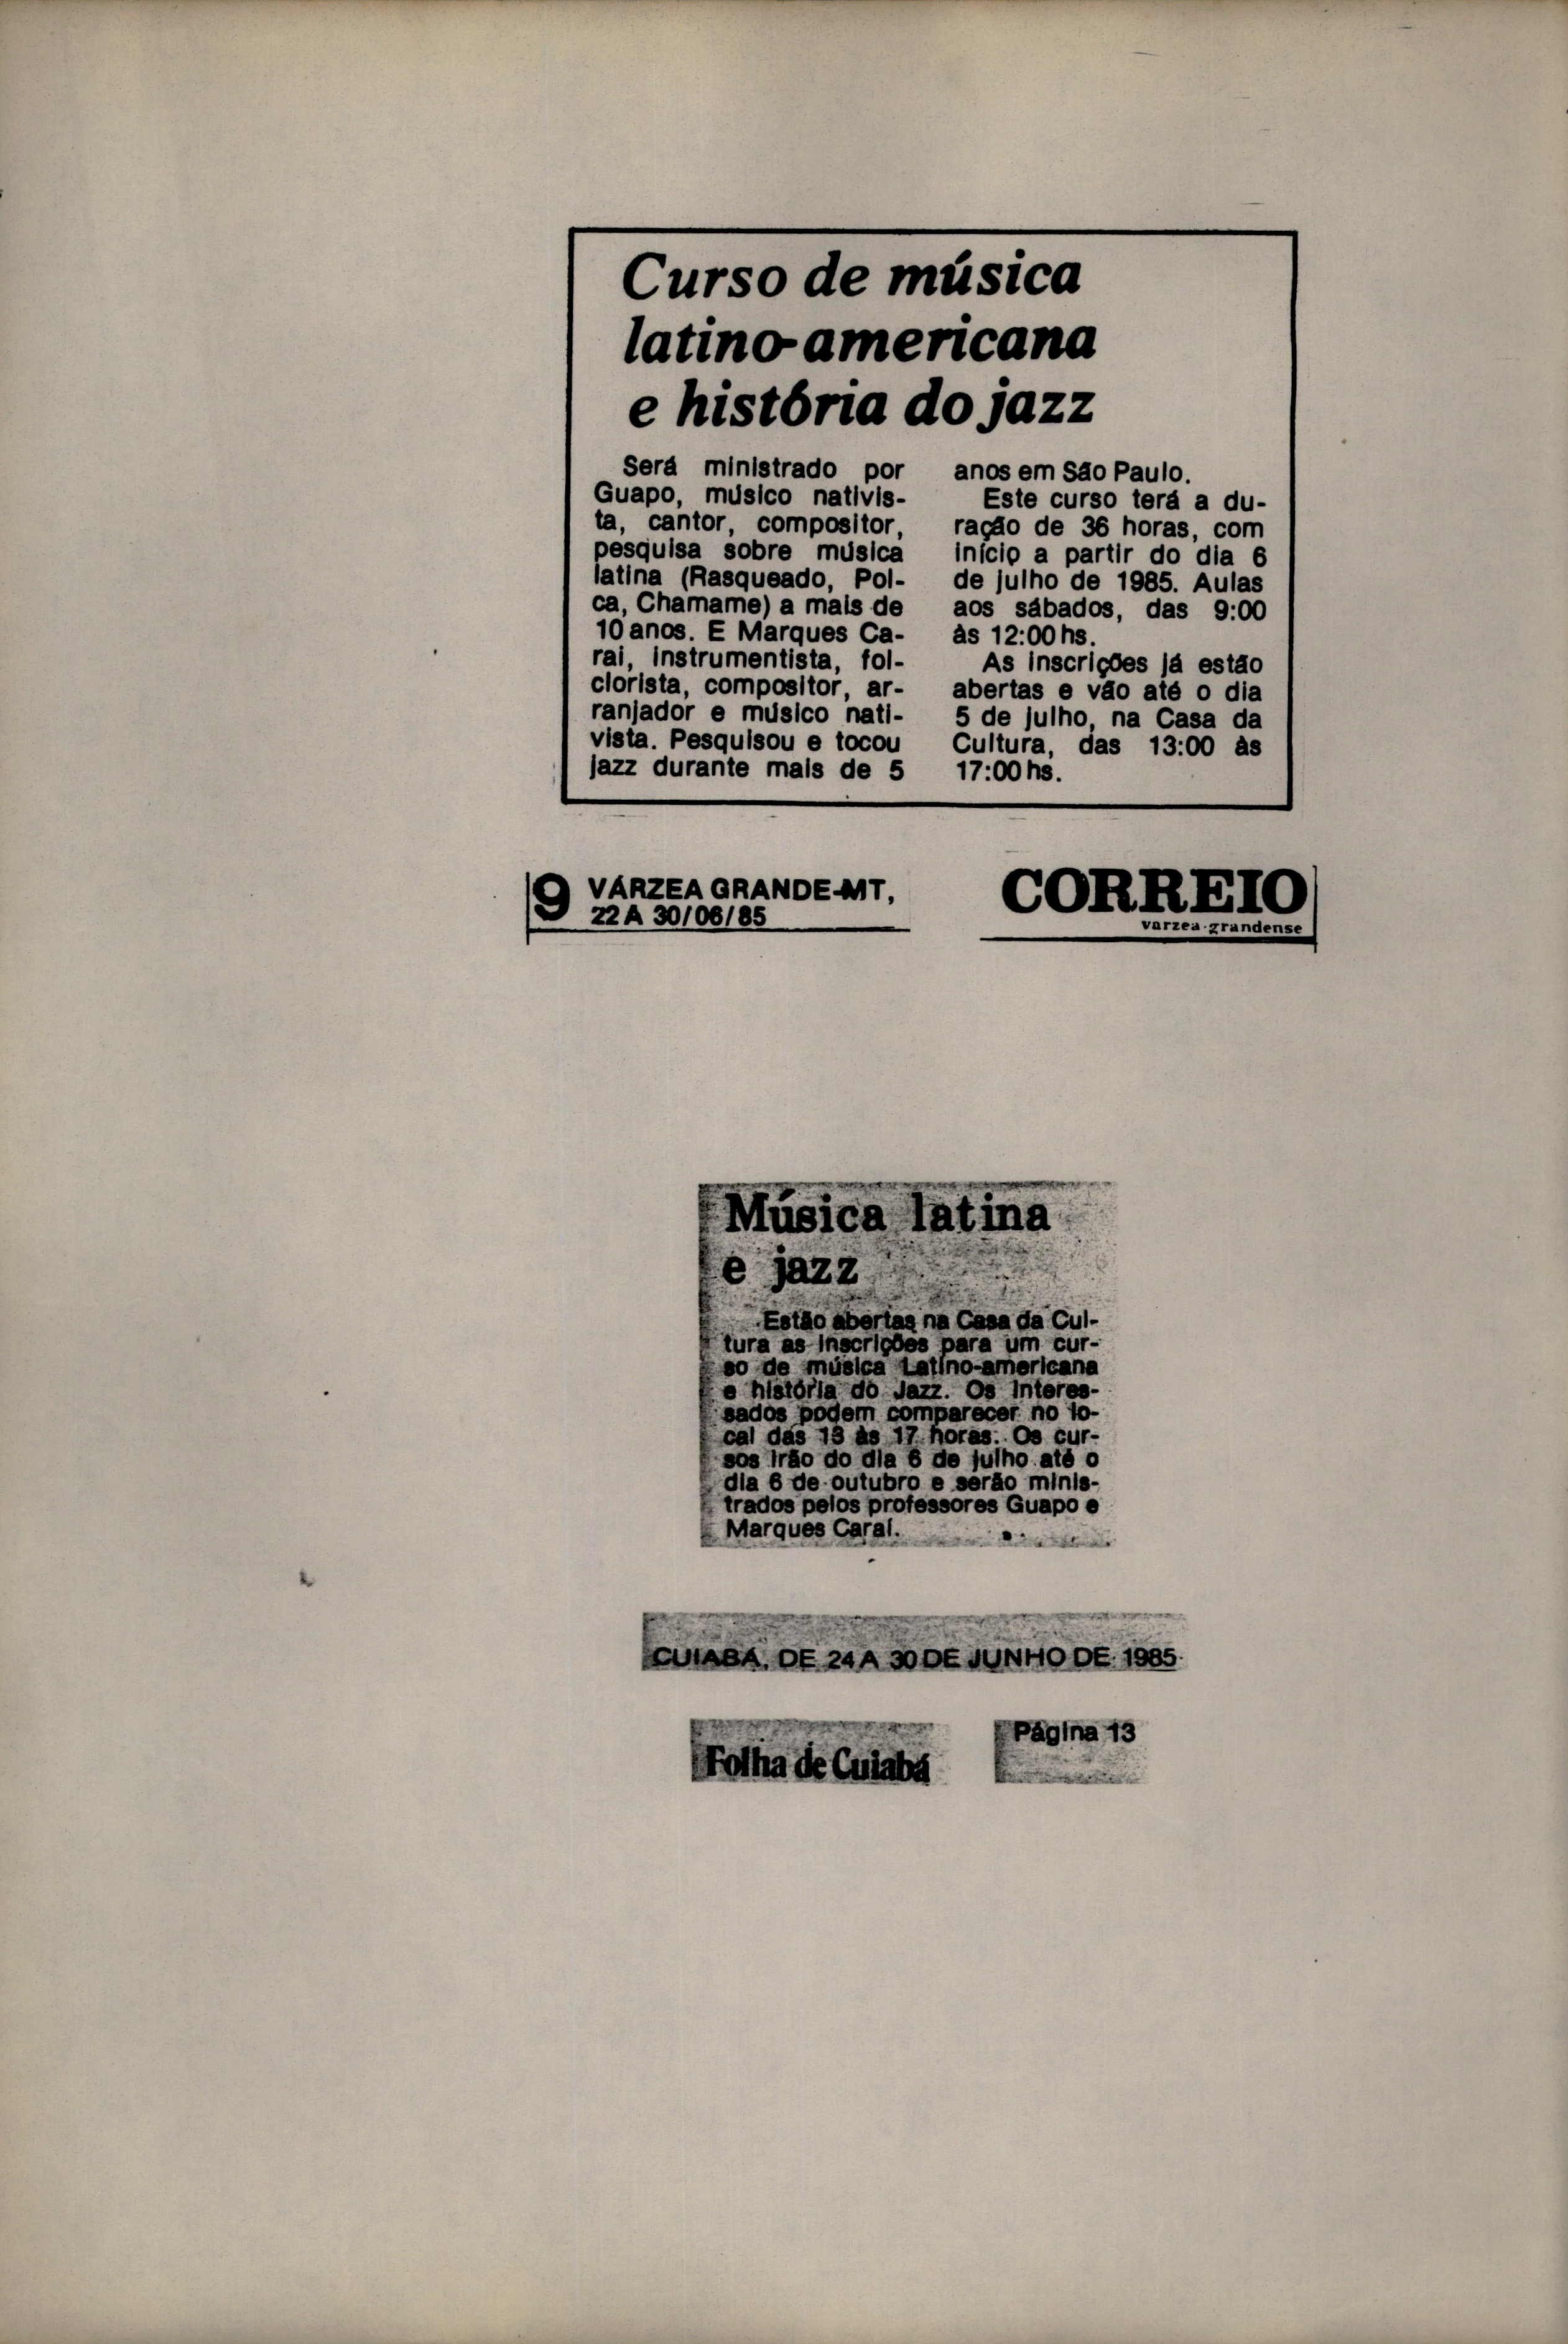 Curso de música
latino-americana
e história do jazz
Será ministrado por
Guapo, músico nativis-
ta, cantor, compositor,
pesquisa sobre música
latina (Rasqueado, Pol-
ca, Chamame) a mais de
10 anos. E Marques Ca-
rai, instrumentista, fol-
clorista, compositor, ar-
ranjador e músico nati-
vista. Pesquisou e tocou
jazz durante mais de 5
anos em São Paulo.
Este curso terá a du-
ração de 36 horas, com
início a partir do dia 6
de julho de 1985. Aulas
aos sábados, das 9:00
às 12:00 hs.
As inscrições já estão
abertas e vão até o dia
5 de julho, na Casa da
Cultura, das 13:00 às
17:00 hs.
9 VÁRZEA GRANDE-MT,
22 A 30/06/85
CORREIO
varzea-grandense
Música latina
e jazz
Estão abertas na Casa da Cul-
tura as inscrições para um cur-
so de música Latino-americana
e história do Jazz. Os interes-
sados podem comparecer no lo-
cal das 13 às 17 horas. Os cur-
sos irão do dia 6 de julho até o
dia 6 de outubro e serão minis-
trados pelos professores Guapo e
Marques Caraí.
CUIABÁ, DE 24 A 30 DE JUNHO DE 1985
Folha de Cuiabá
Página 13